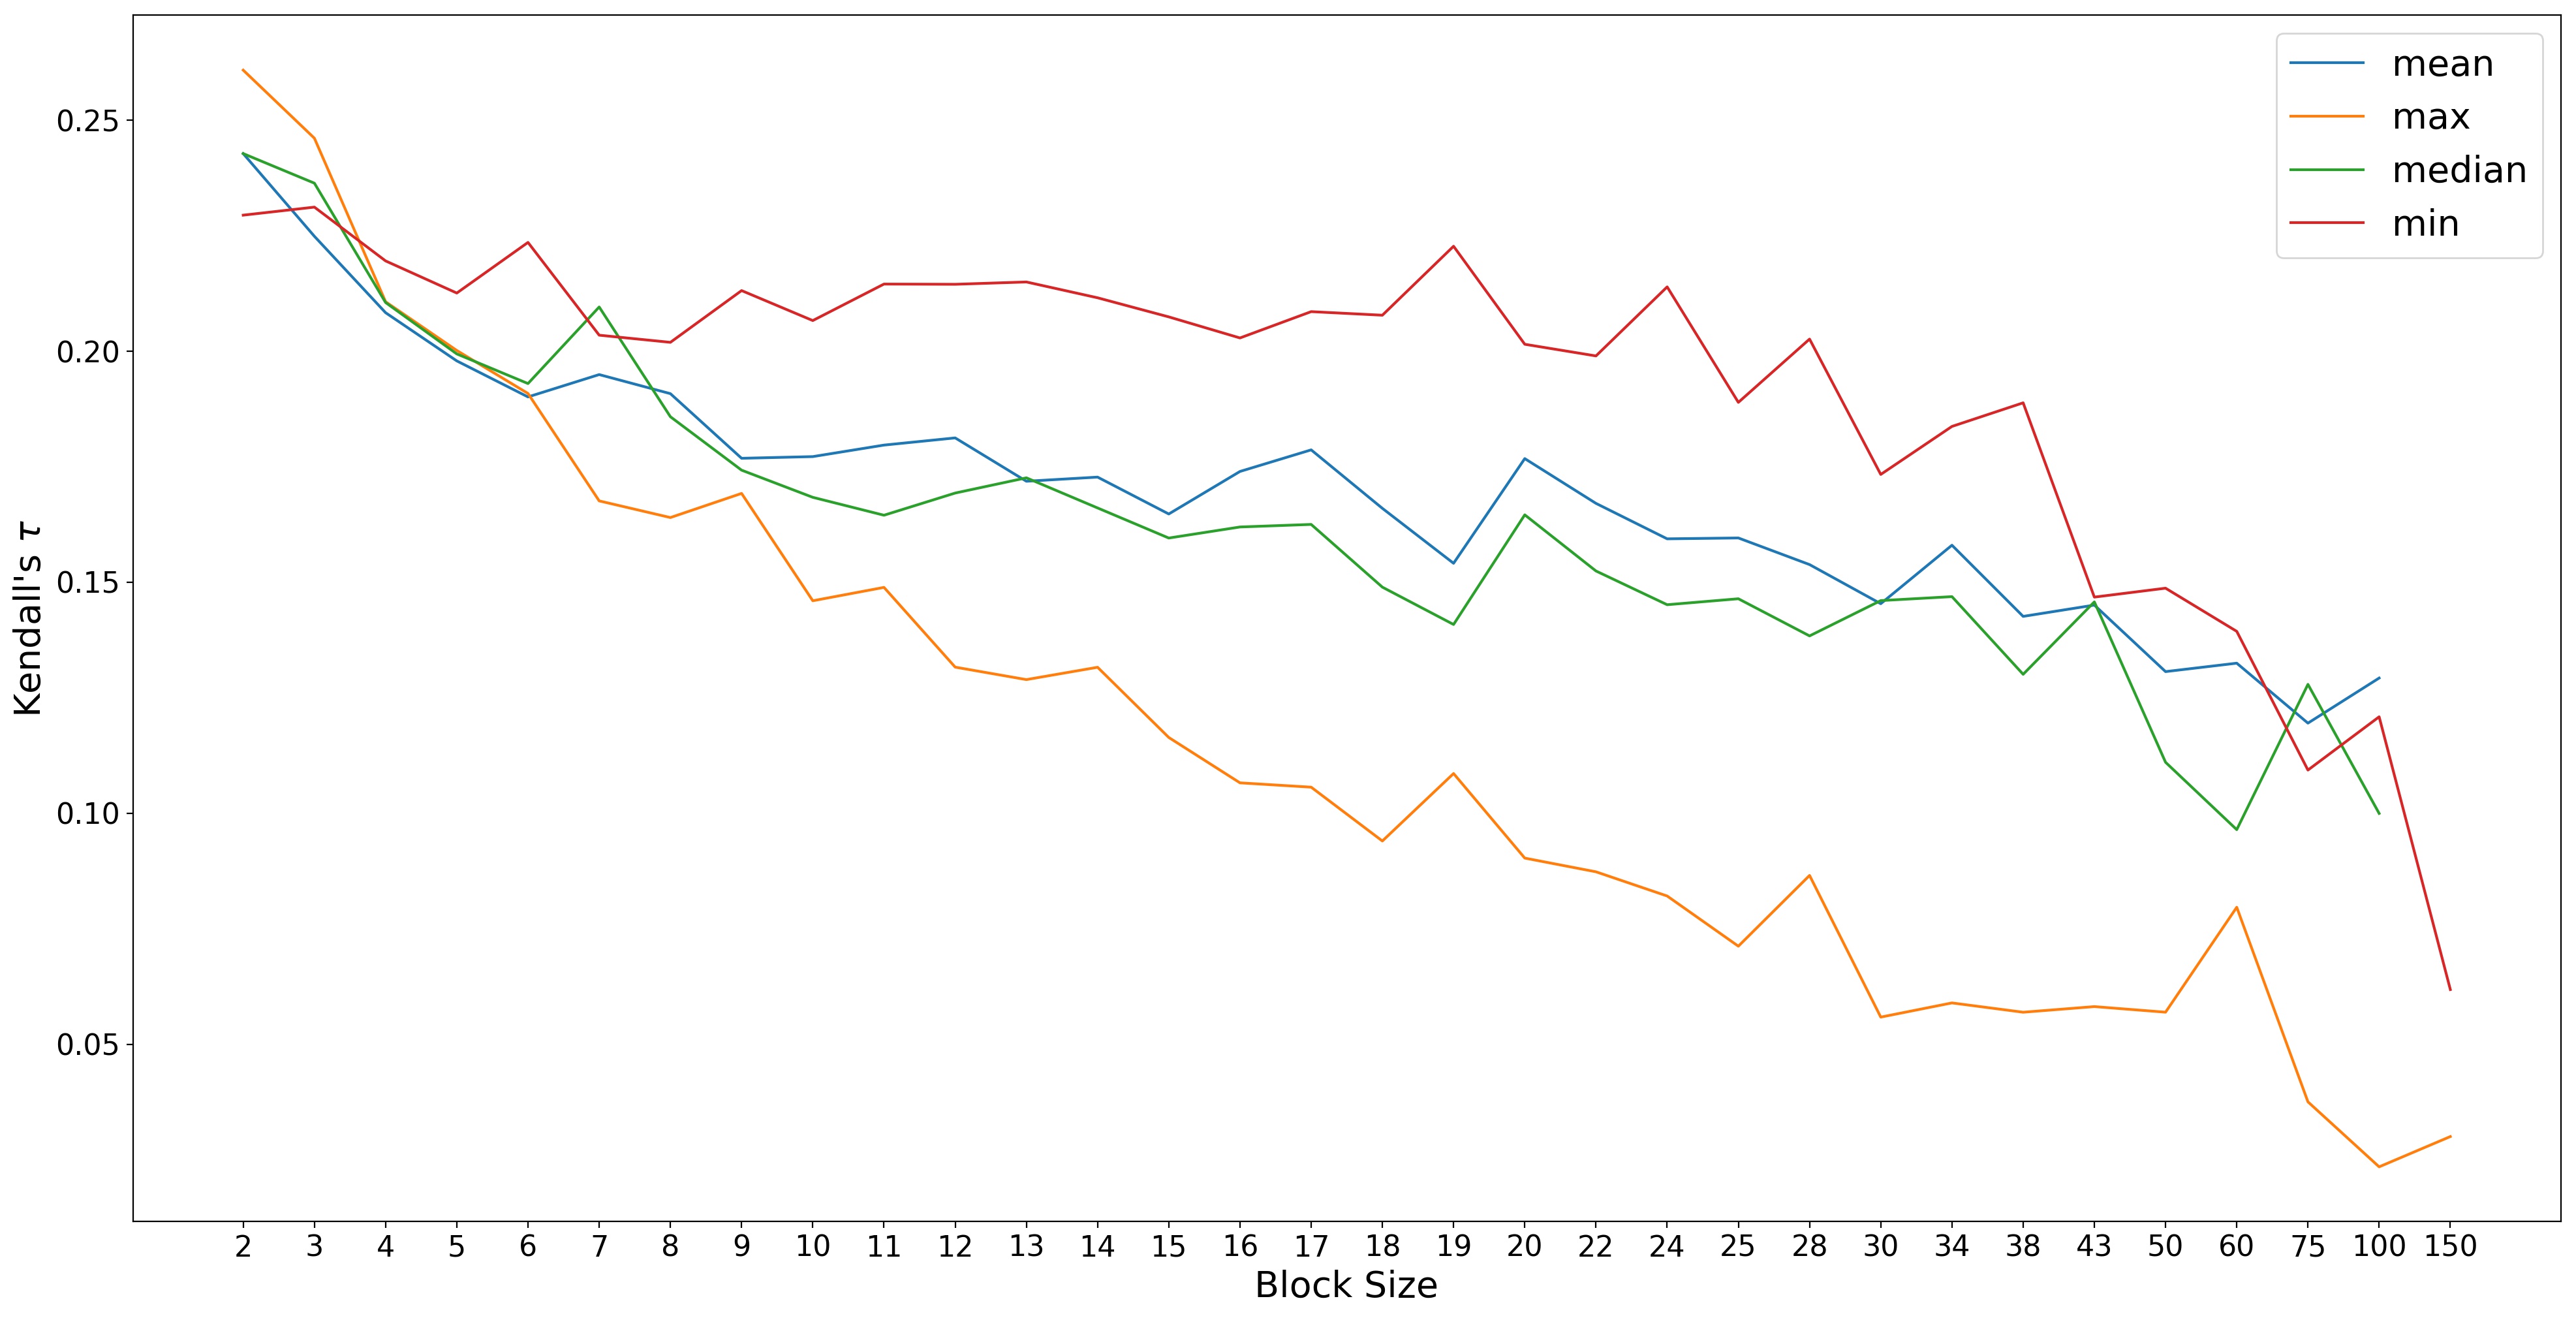 mean
max
median
min
0.25
0.20
0.15
0.10
0.05
Kendall's τ
2 3 4 5 6 7 8 9 10 11 12 13 14 15 16 17 18 19 20 22 24 25 28 30 34 38 43 50 60 75 100 150
Block Size